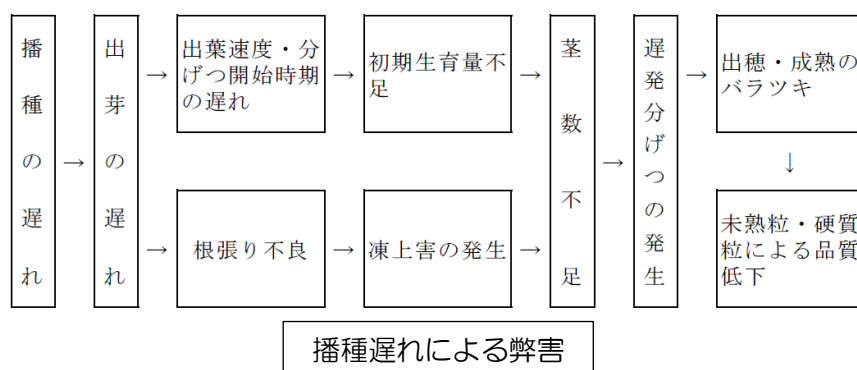 播種の遅れ
→
出芽の遅れ
→
出葉速度・分
げつ開始時期
の遅れ
→
初期生育量不
足
→
→
根張り不良
→
凍上害の発生
→
茎数不足
→
遅発分げつの発生
→
出穂・成熟の
バラツキ
↓
未熟粒・硬質
粒による品質
低下
播種遅れによる弊害